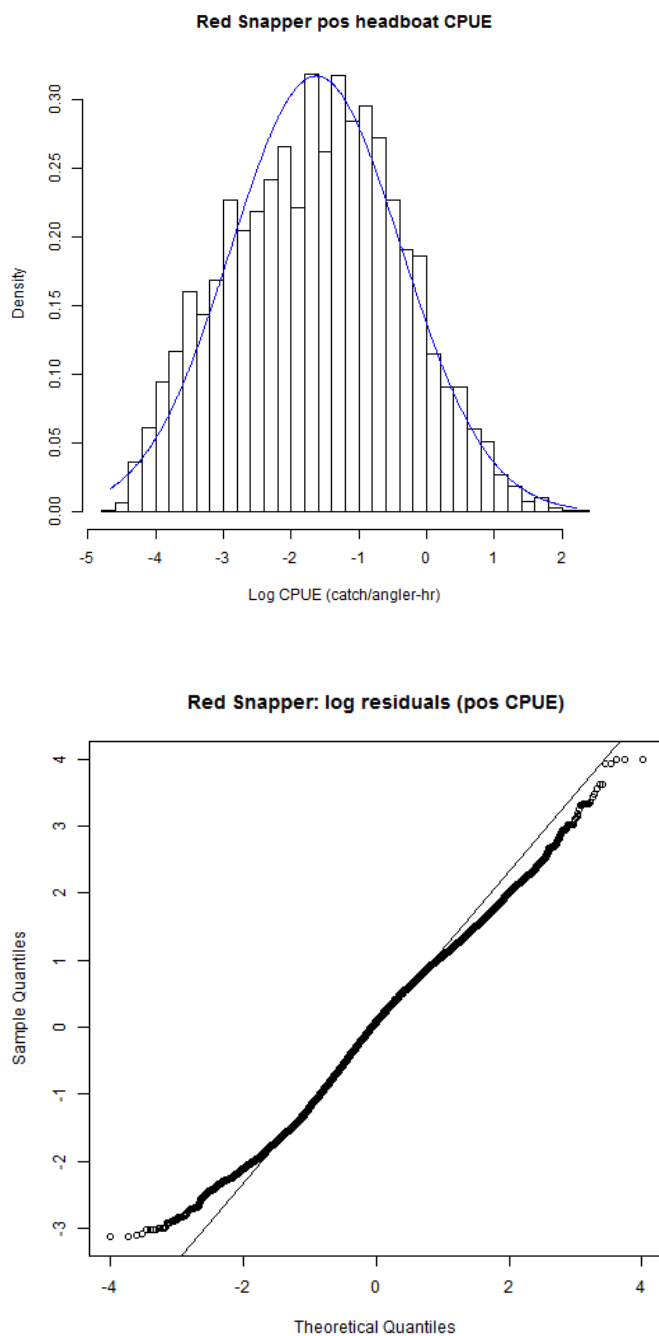 Red Snapper pos headboat CPUE
0.30
0.25
0.20
0.15
0.10
0.05
0.00
Density
-5 -4 -3 -2 -1 0 1 2
Log CPUE (catch/angler-hr)
Red Snapper: log residuals (pos CPUE)
4
3
2
1
0
-1
-2
-3
Sample Quantiles
-4 -2 0 2 4
Theoretical Quantiles